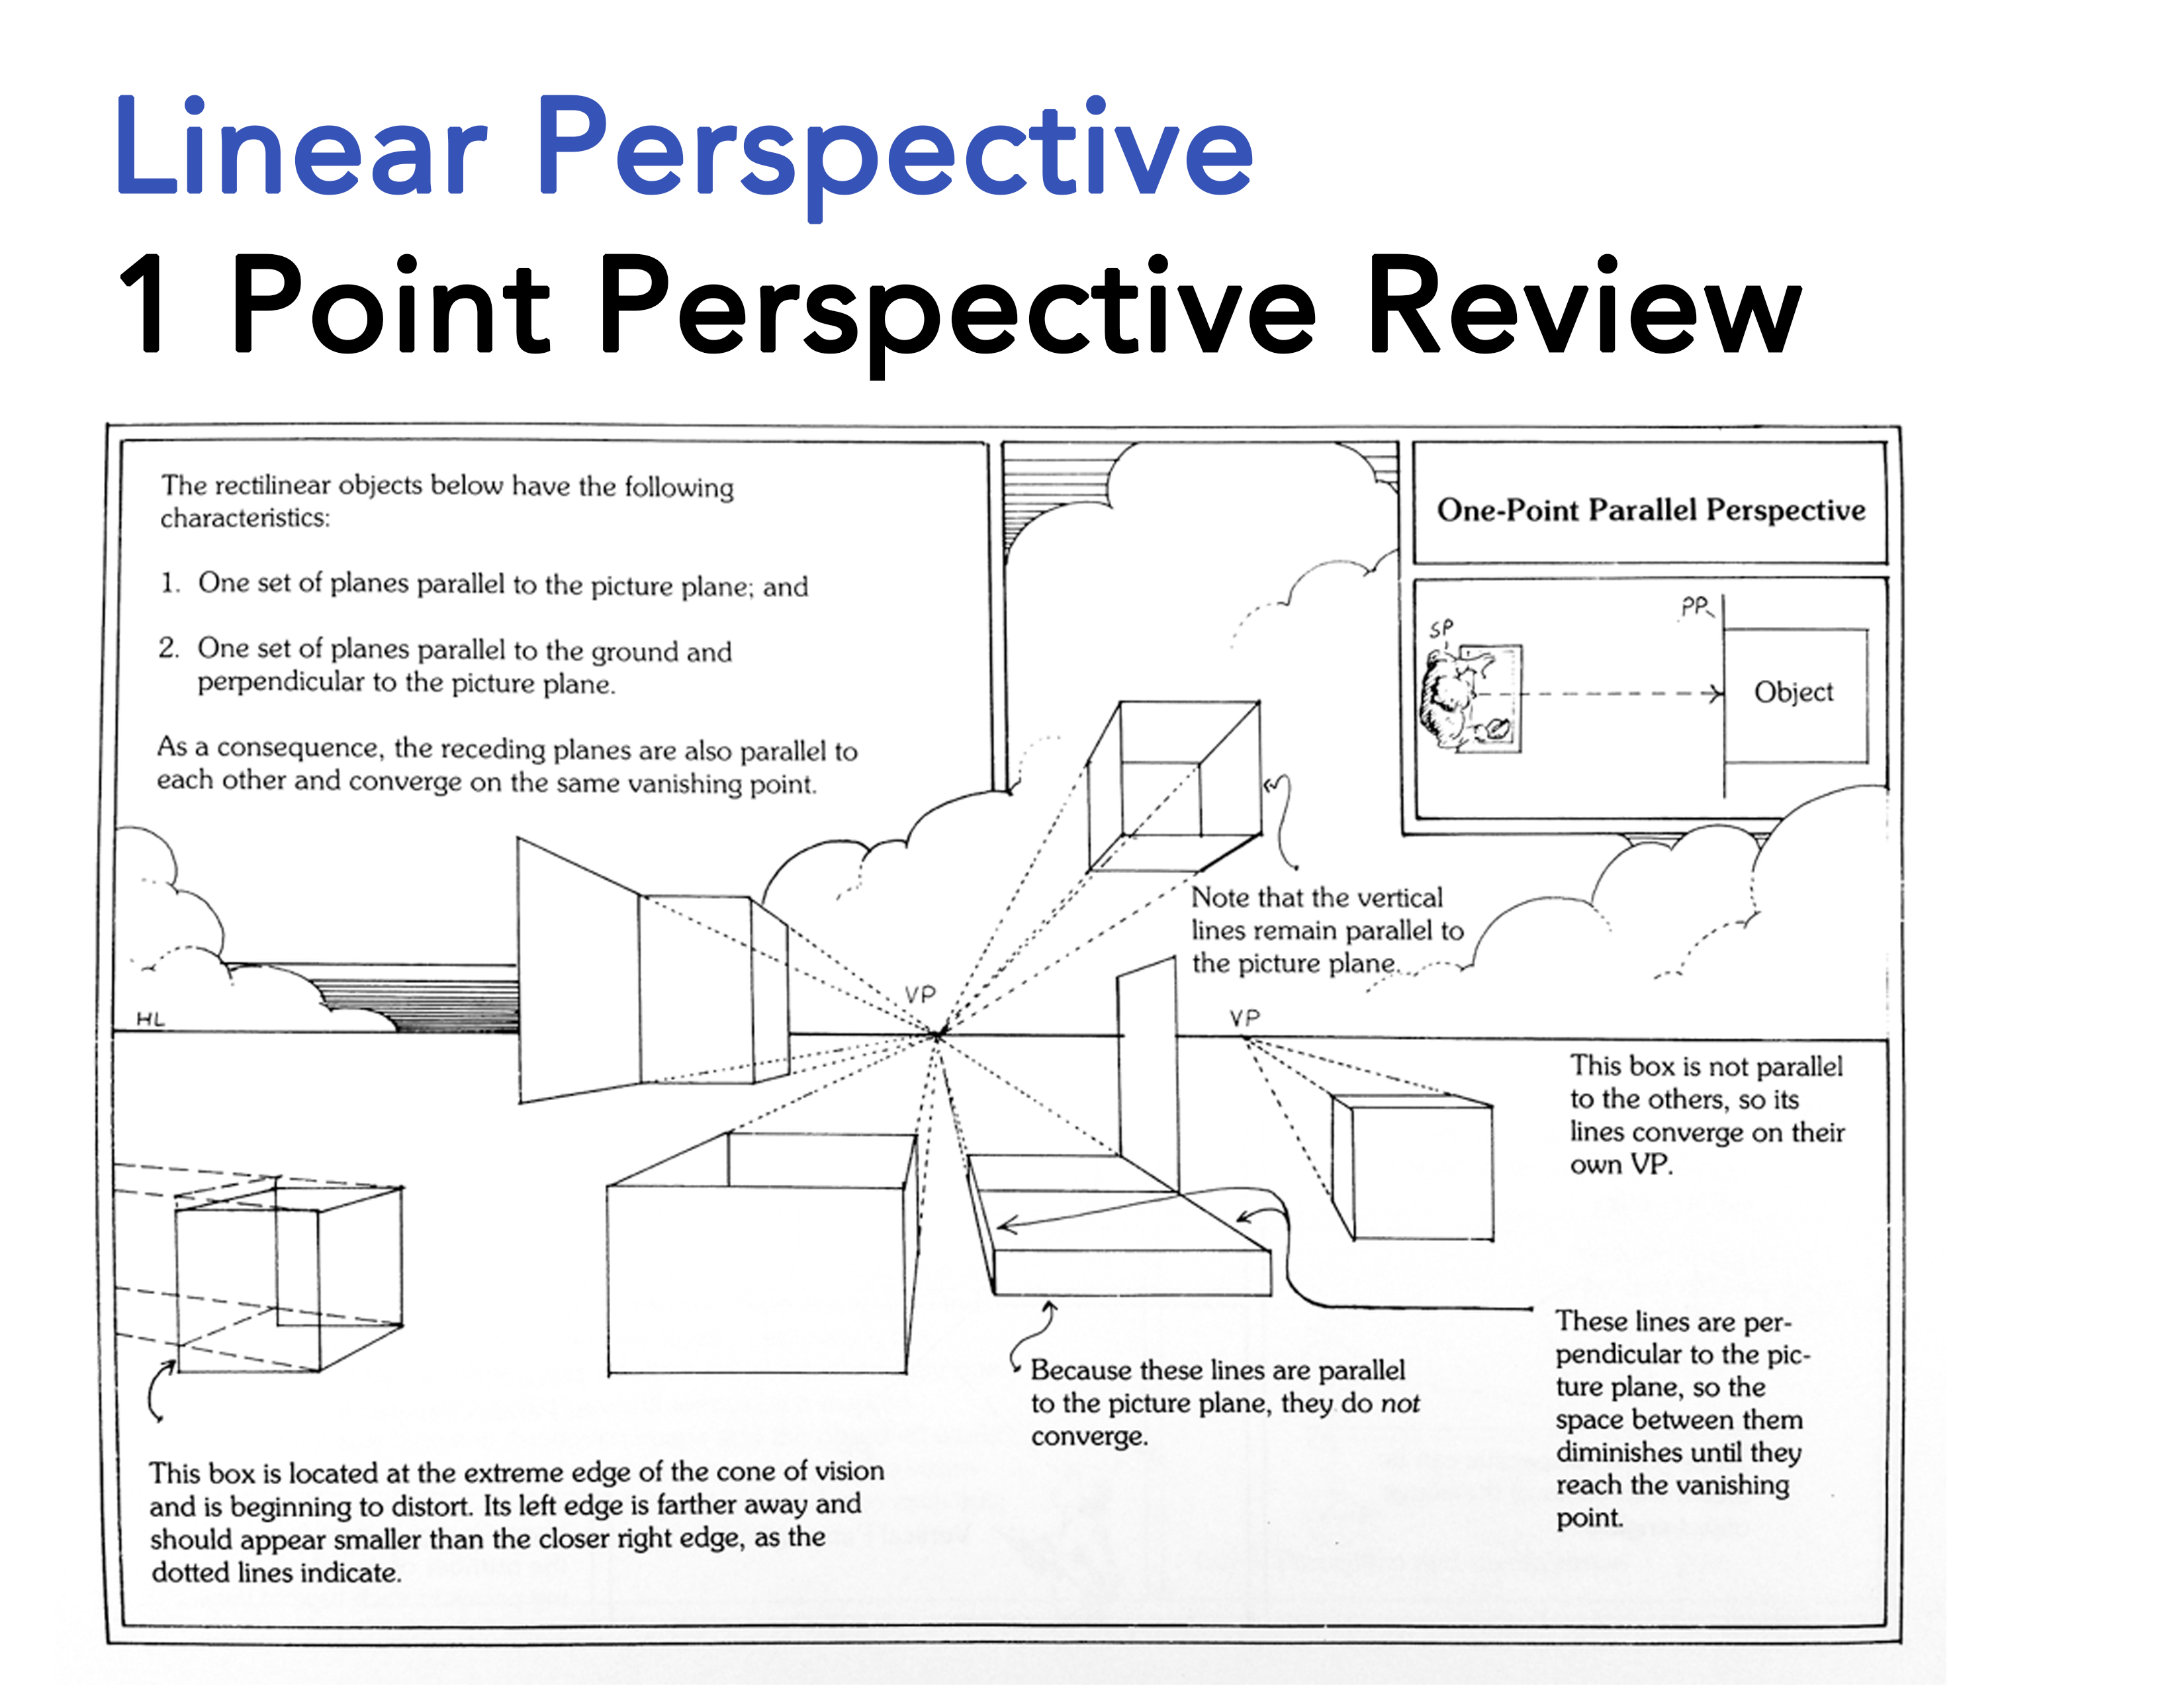 Linear Perspective
1 Point Perspective Review
The rectilinear objects below have the following
characteristics:
1. One set of planes parallel to the picture plane; and
2. One set of planes parallel to the ground and
perpendicular to the picture plane.
As a consequence, the receding planes are also parallel to
each other and converge on the same vanishing point.
One-Point Parallel Perspective
PP
SP
Object
Note that the vertical
lines remain parallel to
the picture plane.
HL
VP
VP
This box is not parallel
to the others, so its
lines converge on their
own VP.
These lines are per-
pendicular to the pic-
ture plane, so the
space between them
diminishes until they
reach the vanishing
point.
Because these lines are parallel
to the picture plane, they do not
converge.
This box is located at the extreme edge of the cone of vision
and is beginning to distort. Its left edge is farther away and
should appear smaller than the closer right edge, as the
dotted lines indicate.